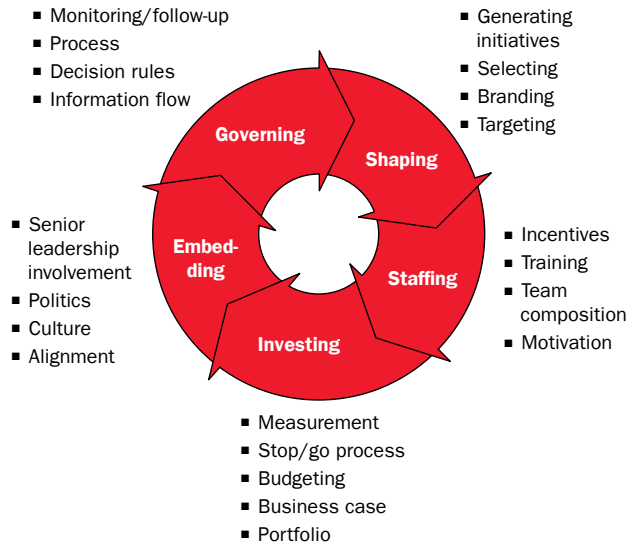 ▪ Monitoring/follow-up
▪ Process
▪ Decision rules
▪ Information flow
▪ Generating
initiatives
▪ Selecting
▪ Branding
▪ Targeting
Governing
Shaping
▪ Senior
leadership
involvement
▪ Politics
▪ Culture
▪ Alignment
Embed-
ding
Staffing
▪ Incentives
▪ Training
▪ Team
composition
▪ Motivation
Investing
▪ Measurement
▪ Stop/go process
▪ Budgeting
▪ Business case
▪ Portfolio